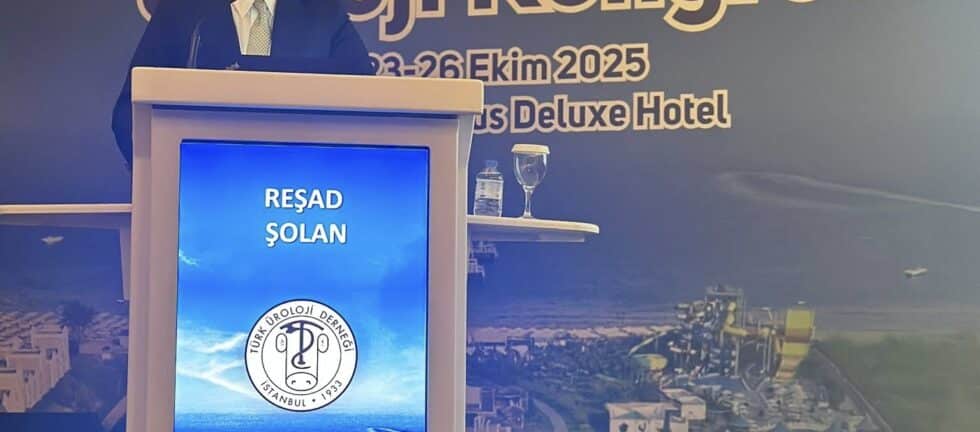 23-26 Ekim 2025
Deluxe Hotel
REŞAD
ŞOLAN
TÜRK ÜROLOJİ DERNEĞİ
İSTANBUL • 1933